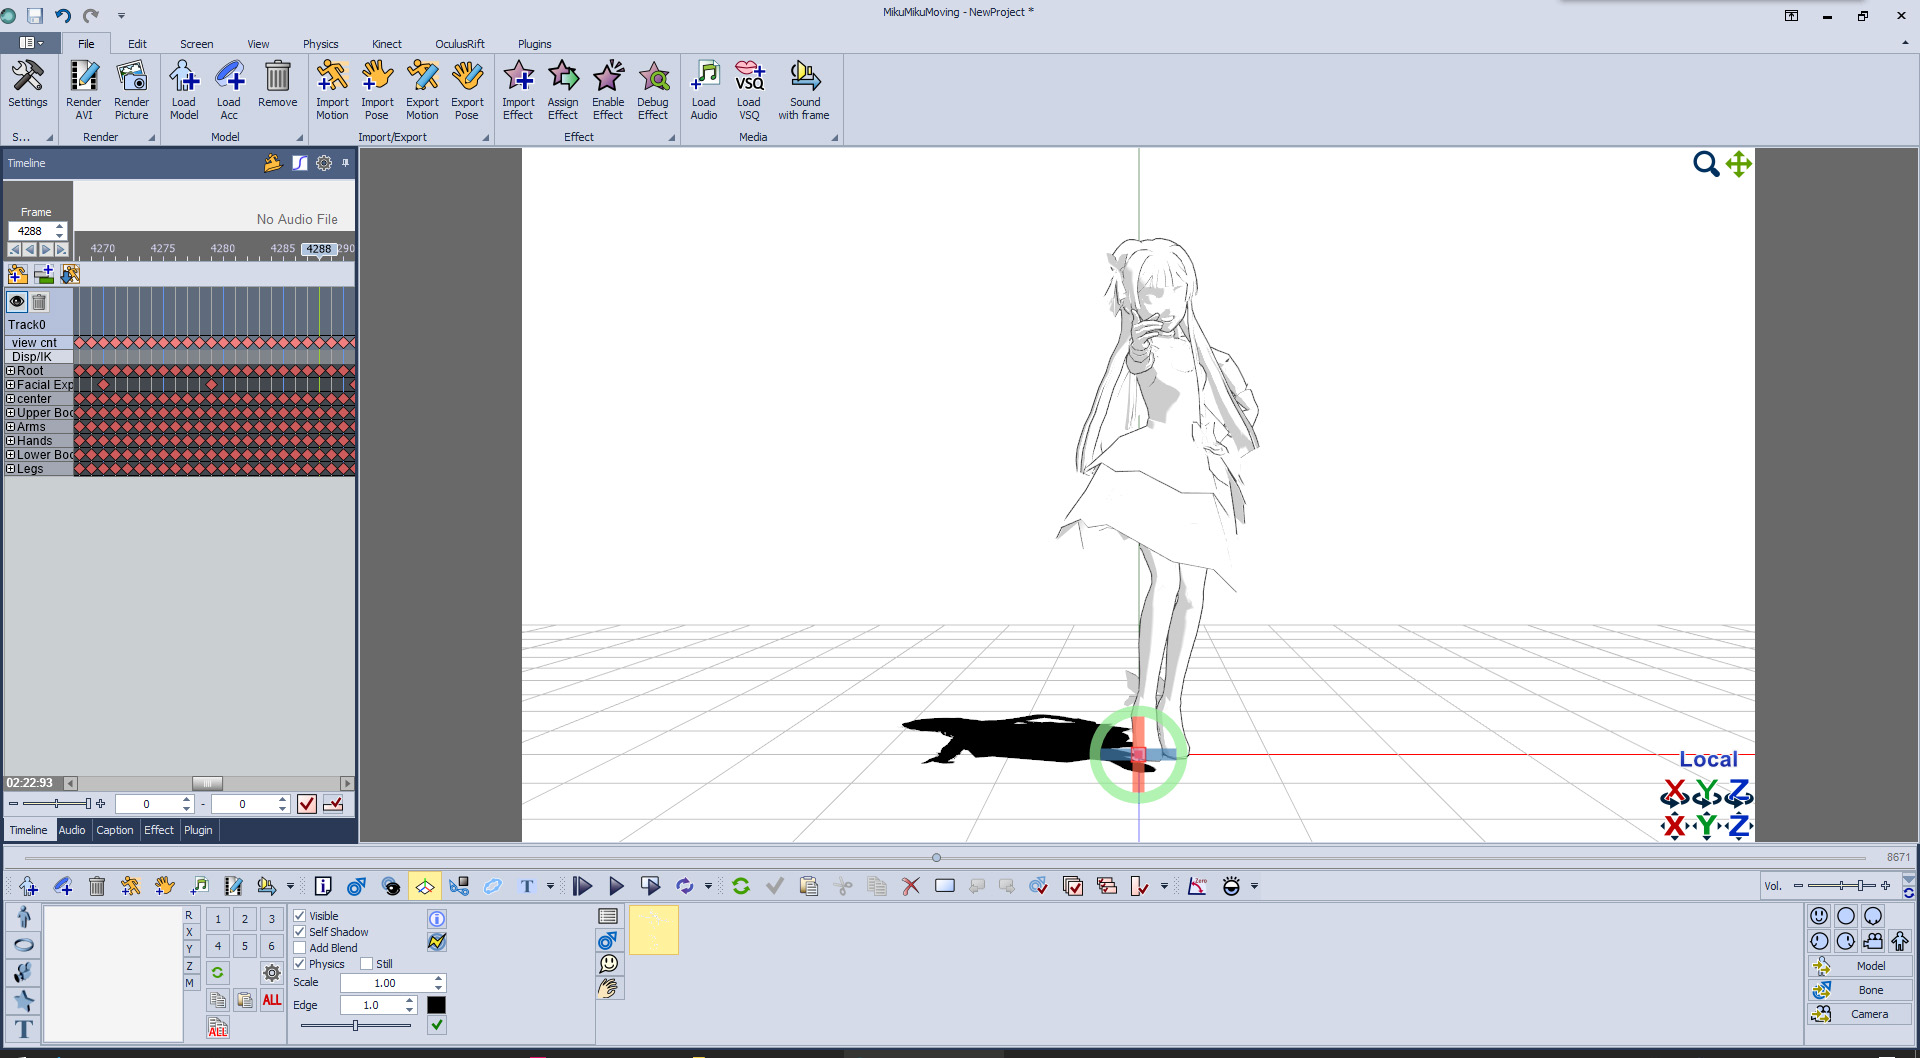 MikuMikuMoving - NewProject *
File Edit Screen View Physics Kinect OculusRift Plugins
Settings
Render AVI
Render Picture
Load Model
Load Acc
Remove
Import Motion
Import Pose
Export Motion
Export Pose
Import Effect
Assign Effect
Enable Effect
Debug Effect
Load Audio
VSQ
Load VSQ
Sound with frame
S... Render Model Import/Export Effect Media
Timeline
No Audio File
Frame
4288
4270 4275 4280 4285 4288 290
Track0
view cnt
Disp/IK
Root
Facial Exp
center
Upper Boo
Arms
Hands
Lower Boo
Legs
Local
X Y Z
X Y Z
02:22:93
0 - 0
Timeline Audio Caption Effect Plugin
8671
T
Zero
Vol.
R
X
Y
Z
M
1 2 3
4 5 6
ALL
ALL
T
Visible
Self Shadow
Add Blend
Physics Still
Scale 1.00
Edge 1.0
Model
Bone
Camera